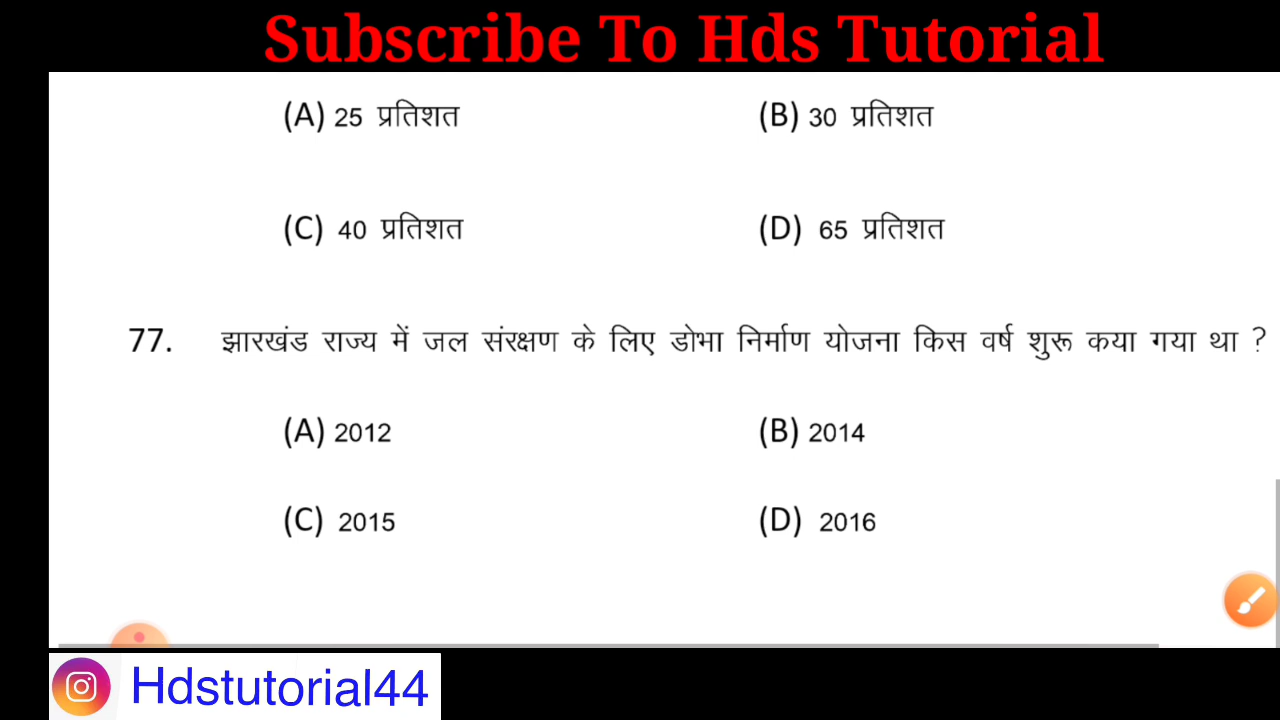 Subscribe To Hds Tutorial
(A) 25 प्रतिशत (B) 30 प्रतिशत
(C) 40 प्रतिशत (D) 65 प्रतिशत
77. झारखंड राज्य में जल संरक्षण के लिए डोभा निर्माण योजना किस वर्ष शुरू कया गया था ?
(A) 2012 (B) 2014
(C) 2015 (D) 2016
Hdstutorial44